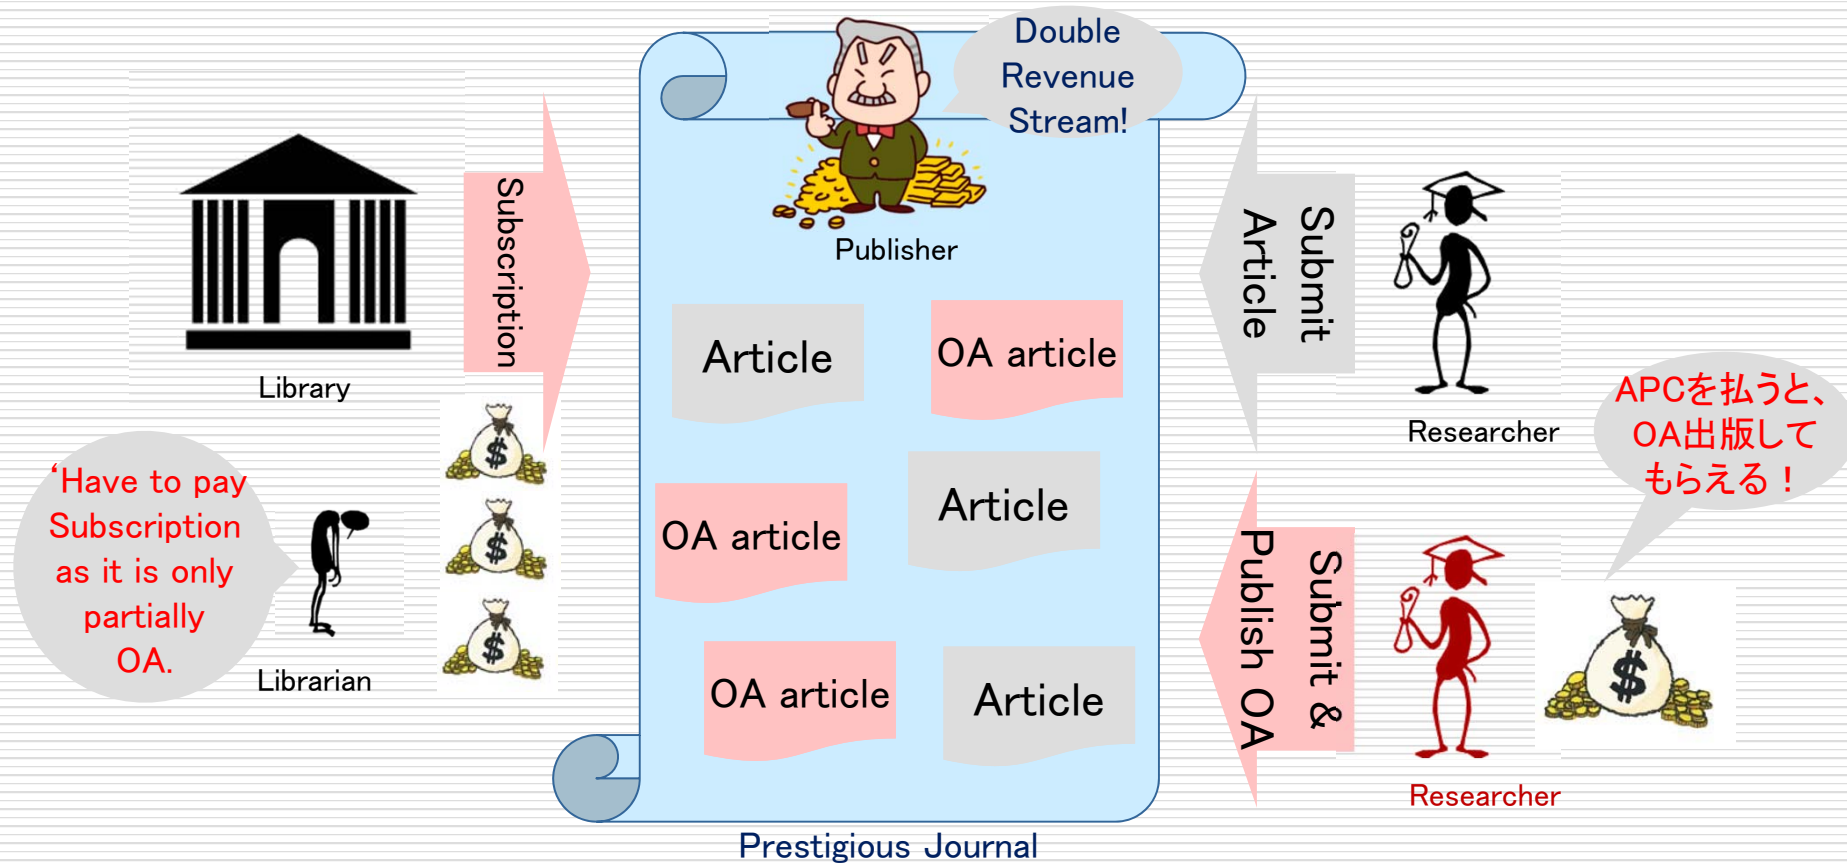 Double
Revenue
Stream!
Publisher
Subscription
Library
'Have to pay
Subscription
as it is only
partially
OA.
Librarian
Article
OA article
OA article
Article
OA article
Article
Submit
Article
Researcher
APCを払うと、
OA出版して
もらえる！
Submit &
Publish OA
Researcher
$
$
$
$
Prestigious Journal